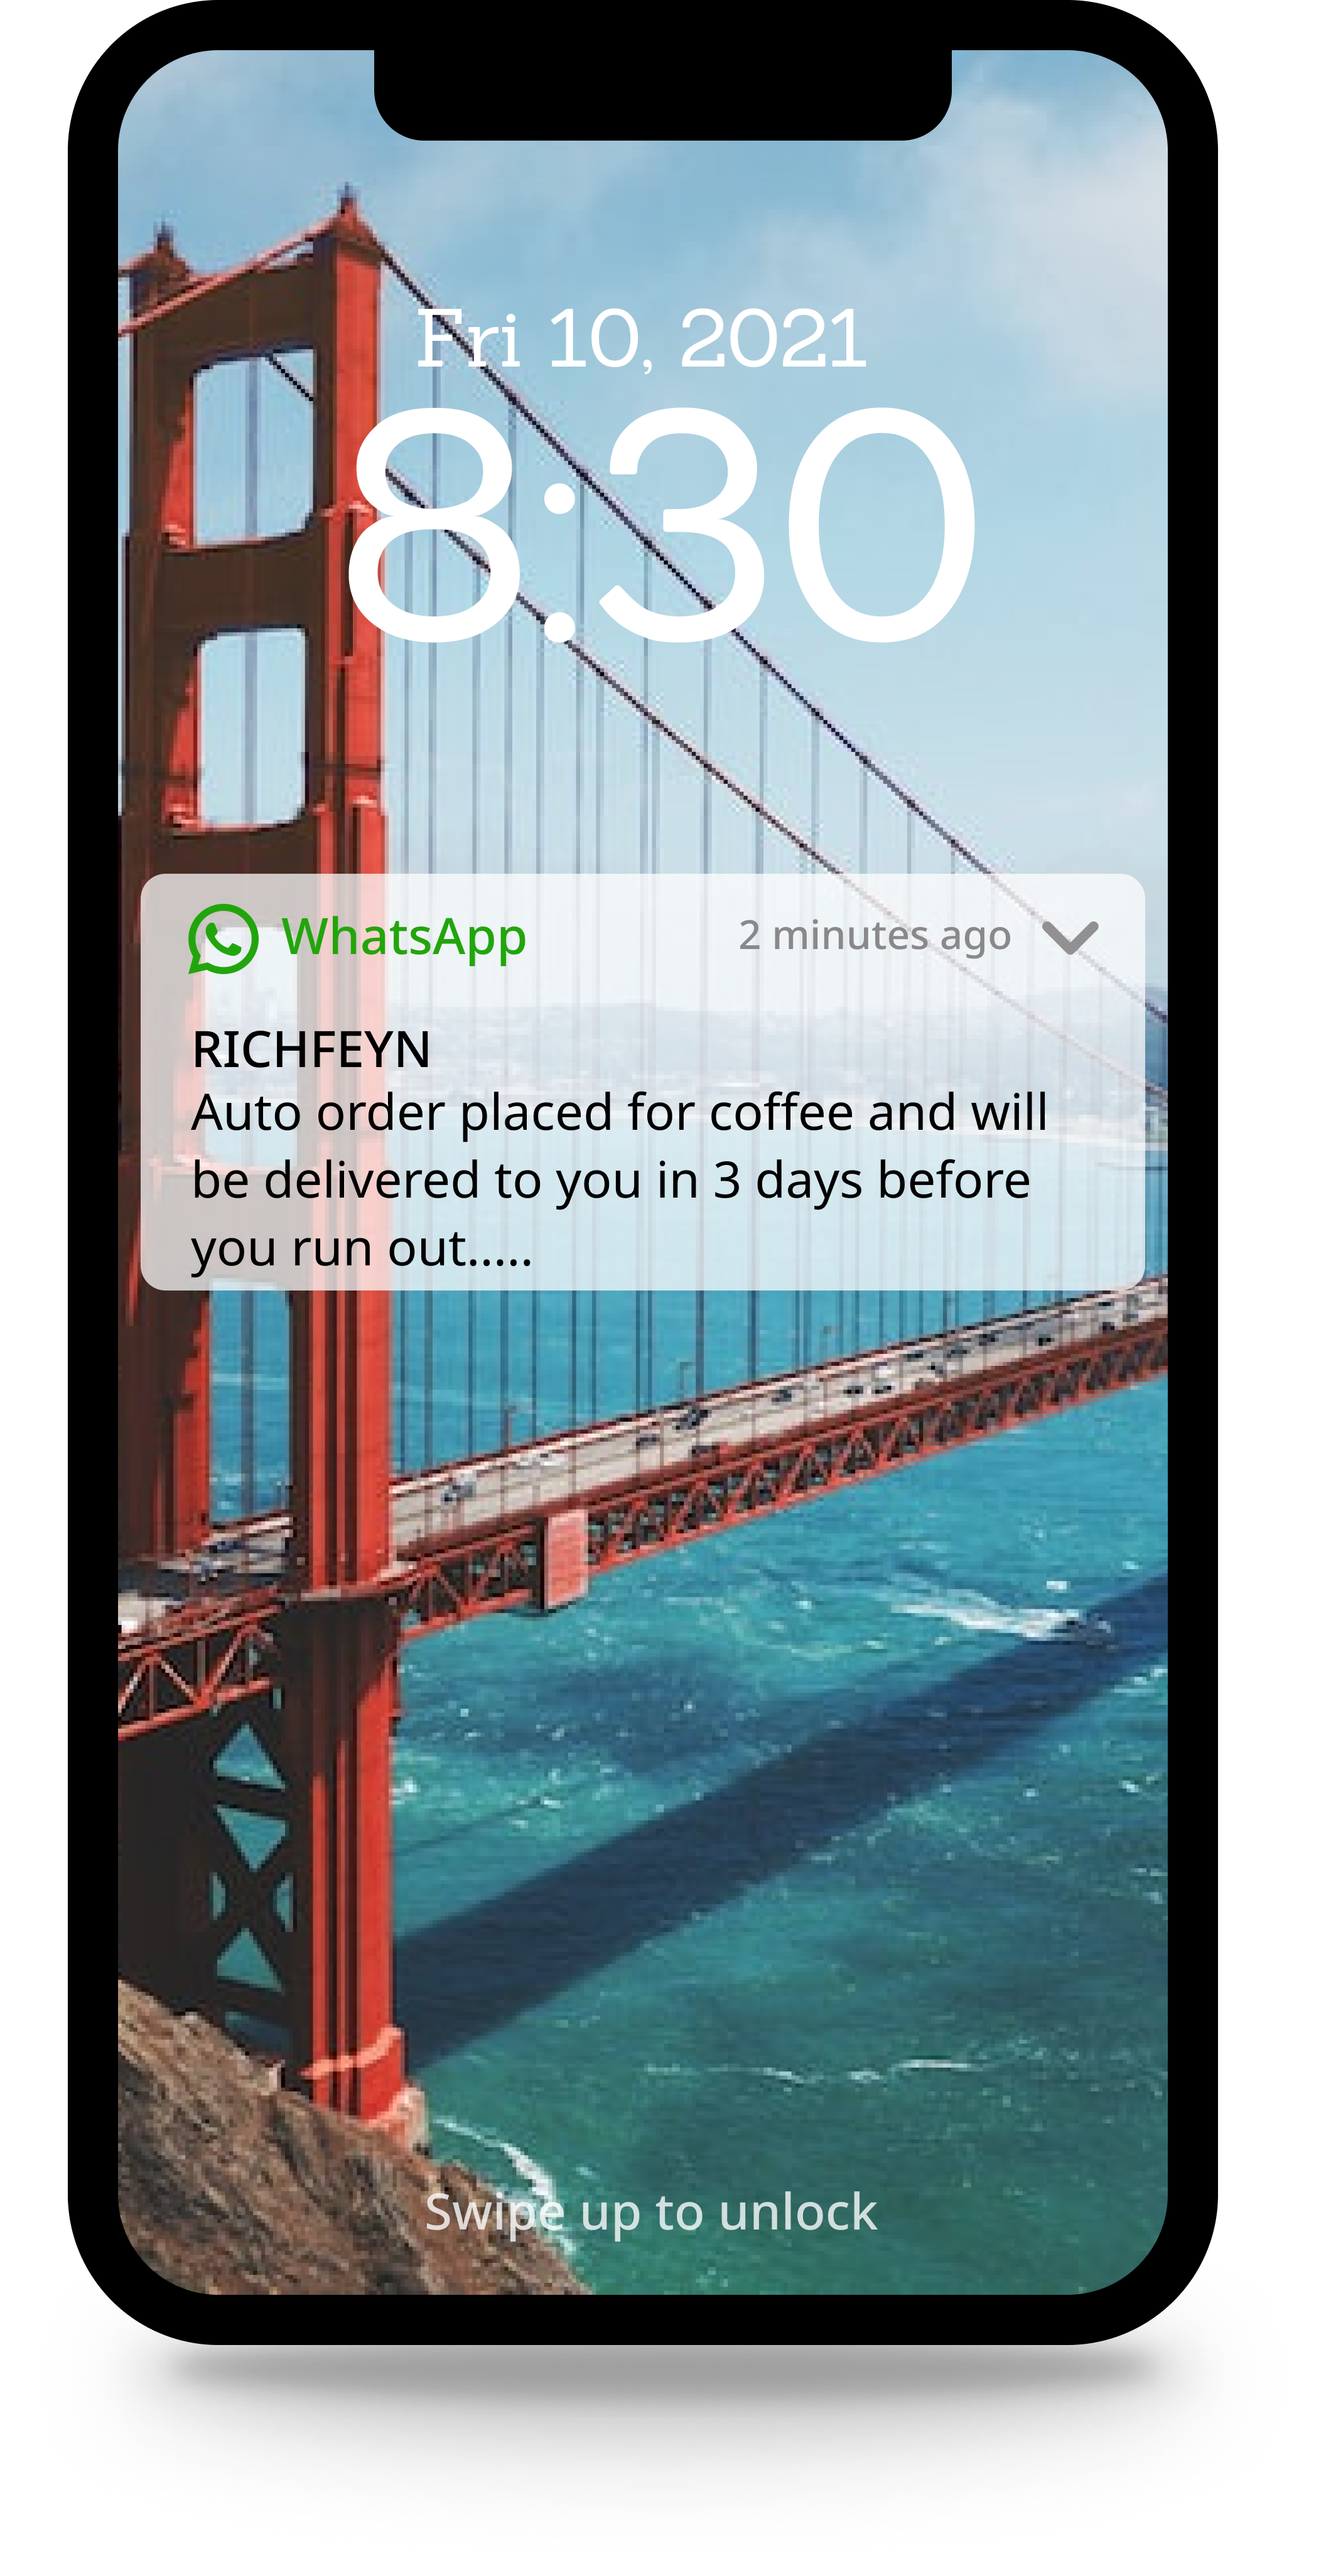 Fri 10, 2021
8:30
WhatsApp 2 minutes ago
RICHFEYN
Auto order placed for coffee and will
be delivered to you in 3 days before
you run out.....
Swipe up to unlock